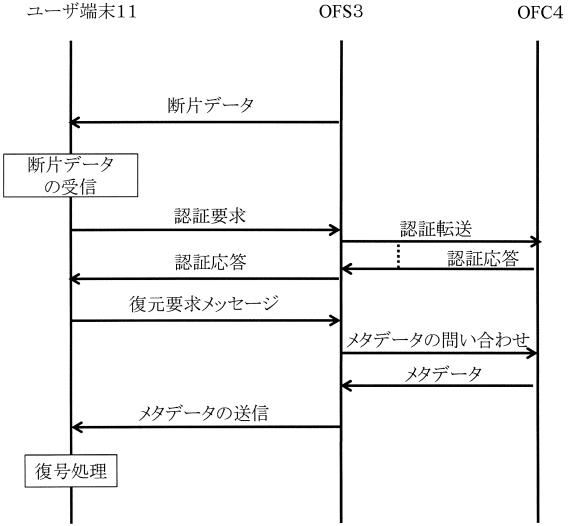 ユーザ端末11
OFS3
OFC4
断片データ
断片データ
の受信
認証要求
認証転送
認証応答
認証応答
復元要求メッセージ
メタデータの問い合わせ
メタデータ
メタデータの送信
復号処理